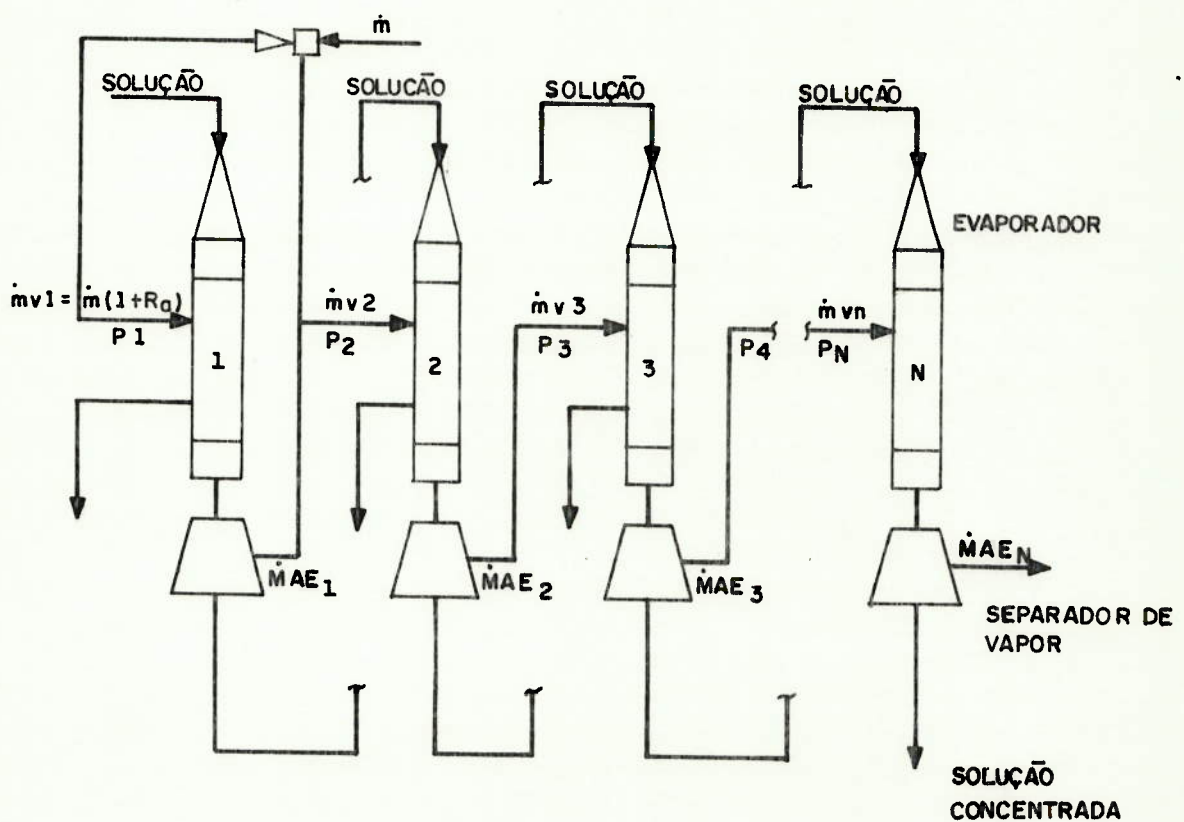 ṁ
SOLUÇÃO
SOLUCÃO
SOLUÇÃO
SOLUÇÃO
EVAPORADOR
ṁv1 = ṁ(1+Ra)
P1
ṁv2
P2
ṁv3
P3
P4
ṁvn
PN
1
2
3
N
ṀAE1
ṀAE2
ṀAE3
ṀAEN
SEPARADOR DE
VAPOR
SOLUÇÃO
CONCENTRADA